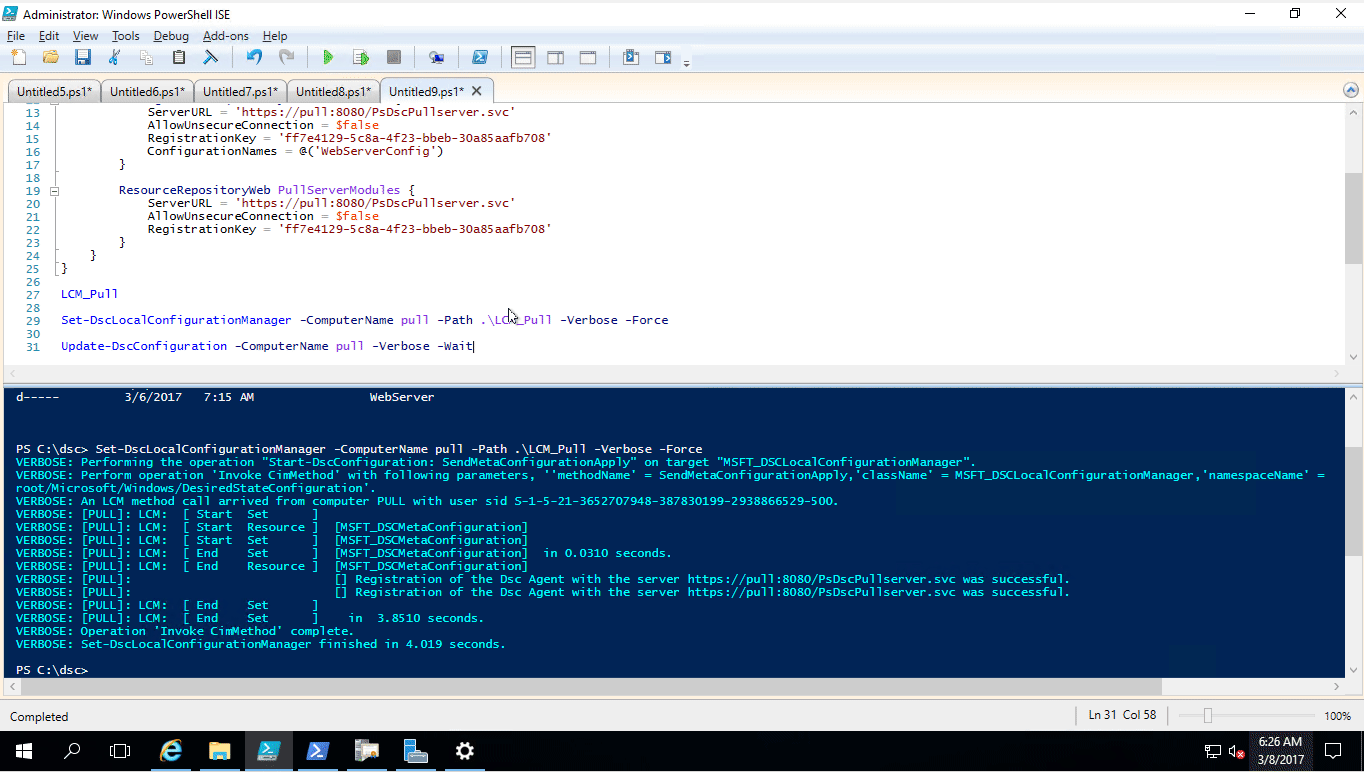 Administrator: Windows PowerShell ISE
File Edit View Tools Debug Add-ons Help
Untitled5.ps1* Untitled6.ps1* Untitled7.ps1* Untitled8.ps1* Untitled9.ps1*
13 ServerURL = 'https://pull:8080/PsDscPullserver.svc'
14 AllowUnsecureConnection = $false
15 RegistrationKey = 'ff7e4129-5c8a-4f23-bbeb-30a85aafb708'
16 ConfigurationNames = @('WebServerConfig')
17 }
18
19 ResourceRepositoryWeb PullServerModules {
20 ServerURL = 'https://pull:8080/PsDscPullserver.svc'
21 AllowUnsecureConnection = $false
22 RegistrationKey = 'ff7e4129-5c8a-4f23-bbeb-30a85aafb708'
23 }
24 }
25 }
26
27 LCM_Pull
28
29 Set-DscLocalConfigurationManager -ComputerName pull -Path .\LCM_Pull -Verbose -Force
30
31 Update-DscConfiguration -ComputerName pull -Verbose -Wait
d----- 3/6/2017 7:15 AM WebServer
PS C:\dsc> Set-DscLocalConfigurationManager -ComputerName pull -Path .\LCM_Pull -Verbose -Force
VERBOSE: Performing the operation "Start-DscConfiguration: SendMetaConfigurationApply" on target "MSFT_DSCLocalConfigurationManager".
VERBOSE: Perform operation 'Invoke CimMethod' with following parameters, ''methodName' = SendMetaConfigurationApply,'className' = MSFT_DSCLocalConfigurationManager,'namespaceName' =
root/Microsoft/Windows/DesiredStateConfiguration'.
VERBOSE: An LCM method call arrived from computer PULL with user sid S-1-5-21-3652707948-387830199-2938866529-500.
VERBOSE: [PULL]: LCM: [ Start Set ]
VERBOSE: [PULL]: LCM: [ Start Resource ] [MSFT_DSCMetaConfiguration]
VERBOSE: [PULL]: LCM: [ Start Set ] [MSFT_DSCMetaConfiguration]
VERBOSE: [PULL]: LCM: [ End Set ] [MSFT_DSCMetaConfiguration] in 0.0310 seconds.
VERBOSE: [PULL]: LCM: [ End Resource ] [MSFT_DSCMetaConfiguration]
VERBOSE: [PULL]: [] Registration of the Dsc Agent with the server https://pull:8080/PsDscPullserver.svc was successful.
VERBOSE: [PULL]: [] Registration of the Dsc Agent with the server https://pull:8080/PsDscPullserver.svc was successful.
VERBOSE: [PULL]: LCM: [ End Set ]
VERBOSE: [PULL]: LCM: [ End Set ] in 3.8510 seconds.
VERBOSE: Operation 'Invoke CimMethod' complete.
VERBOSE: Set-DscLocalConfigurationManager finished in 4.019 seconds.
PS C:\dsc>
Completed
Ln 31 Col 58
100%
6:26 AM
3/8/2017